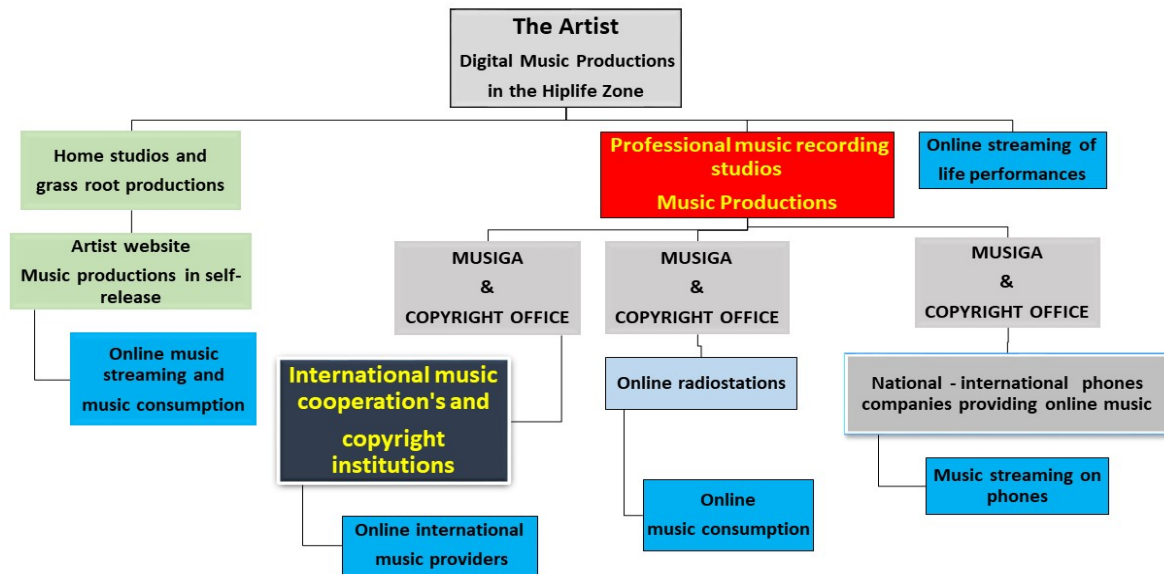 The Artist
Digital Music Productions
in the Hiplife Zone
Home studios and
grass root productions
Professional music recording
studios
Music Productions
Online streaming of
life performances
Artist website
Music productions in self-
release
MUSIGA
&
COPYRIGHT OFFICE
MUSIGA
&
COPYRIGHT OFFICE
MUSIGA
&
COPYRIGHT OFFICE
Online music
streaming and
music consumption
International music
cooperation's and
copyright
institutions
Online radiostations
National - international phones
companies providing online music
Online international
music providers
Online
music consumption
Music streaming on
phones